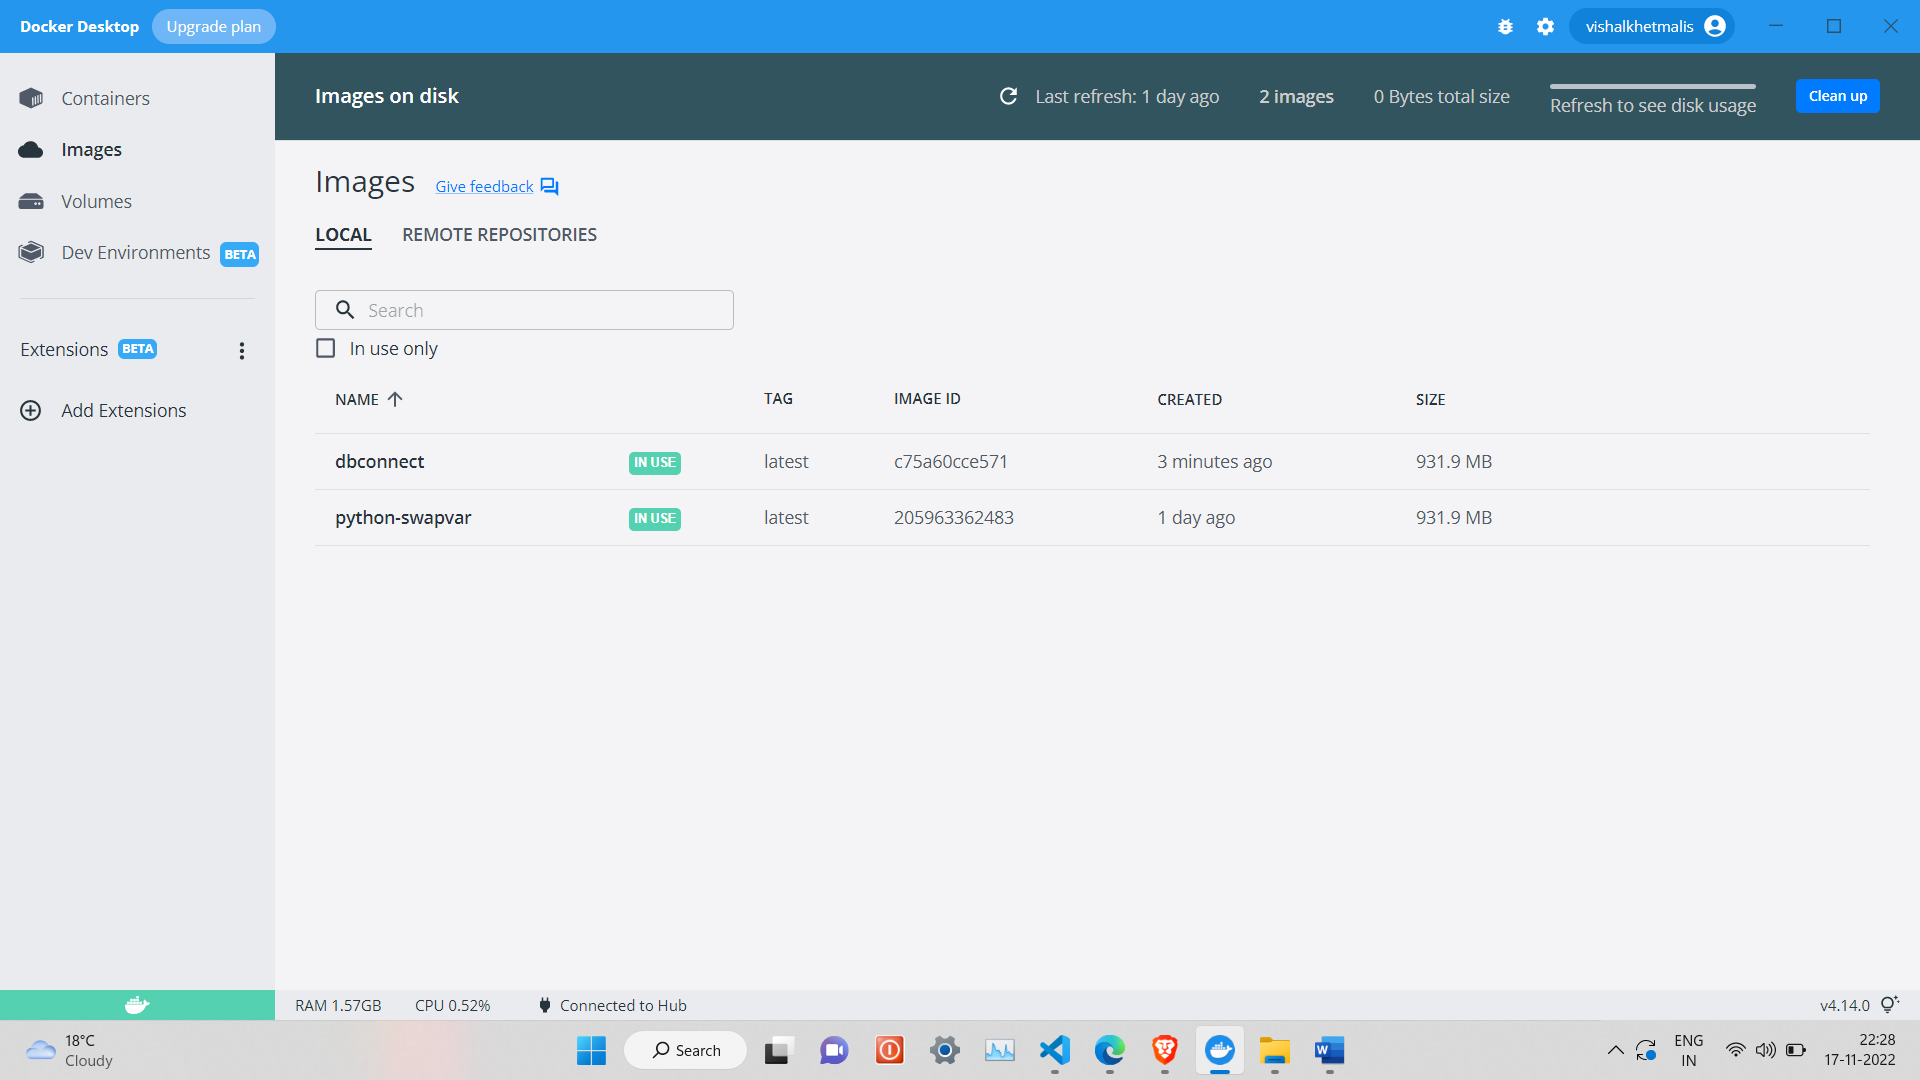 Docker Desktop Upgrade plan vishalkhetmalis
Containers
Images
Volumes
Dev Environments BETA
Extensions BETA
Add Extensions
Images on disk Last refresh: 1 day ago 2 images 0 Bytes total size Refresh to see disk usage Clean up
Images Give feedback
LOCAL REMOTE REPOSITORIES
Search
In use only
NAME TAG IMAGE ID CREATED SIZE
dbconnect IN USE latest c75a60cce571 3 minutes ago 931.9 MB
python-swapvar IN USE latest 205963362483 1 day ago 931.9 MB
RAM 1.57GB CPU 0.52% Connected to Hub v4.14.0
18°C
Cloudy
Search
W
ENG
IN
22:28
17-11-2022